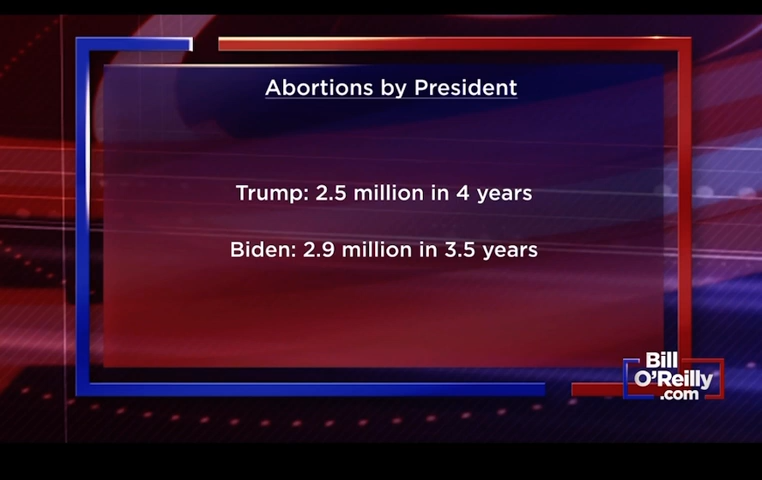 Abortions by President
Trump: 2.5 million in 4 years
Biden: 2.9 million in 3.5 years
Bill
O'Reilly
.com